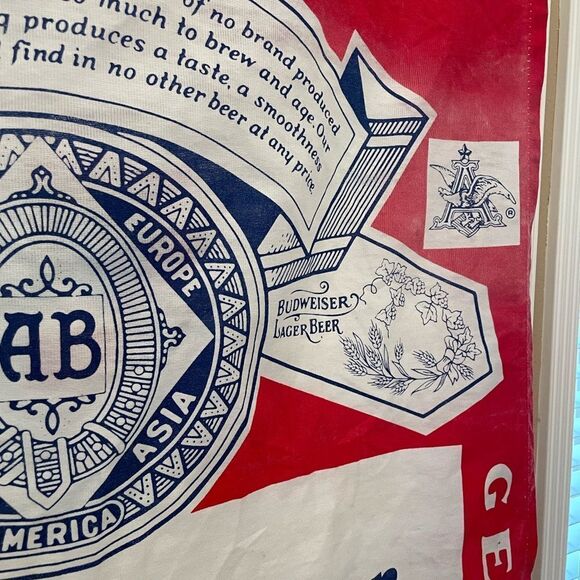 of no brand produced
much to brew and age. Our
produces a taste, a smoothness
find in no other beer at any price.
EUROPE
AB
ASIA
MERICA
BUDWEISER
LAGER BEER
A
®
GE